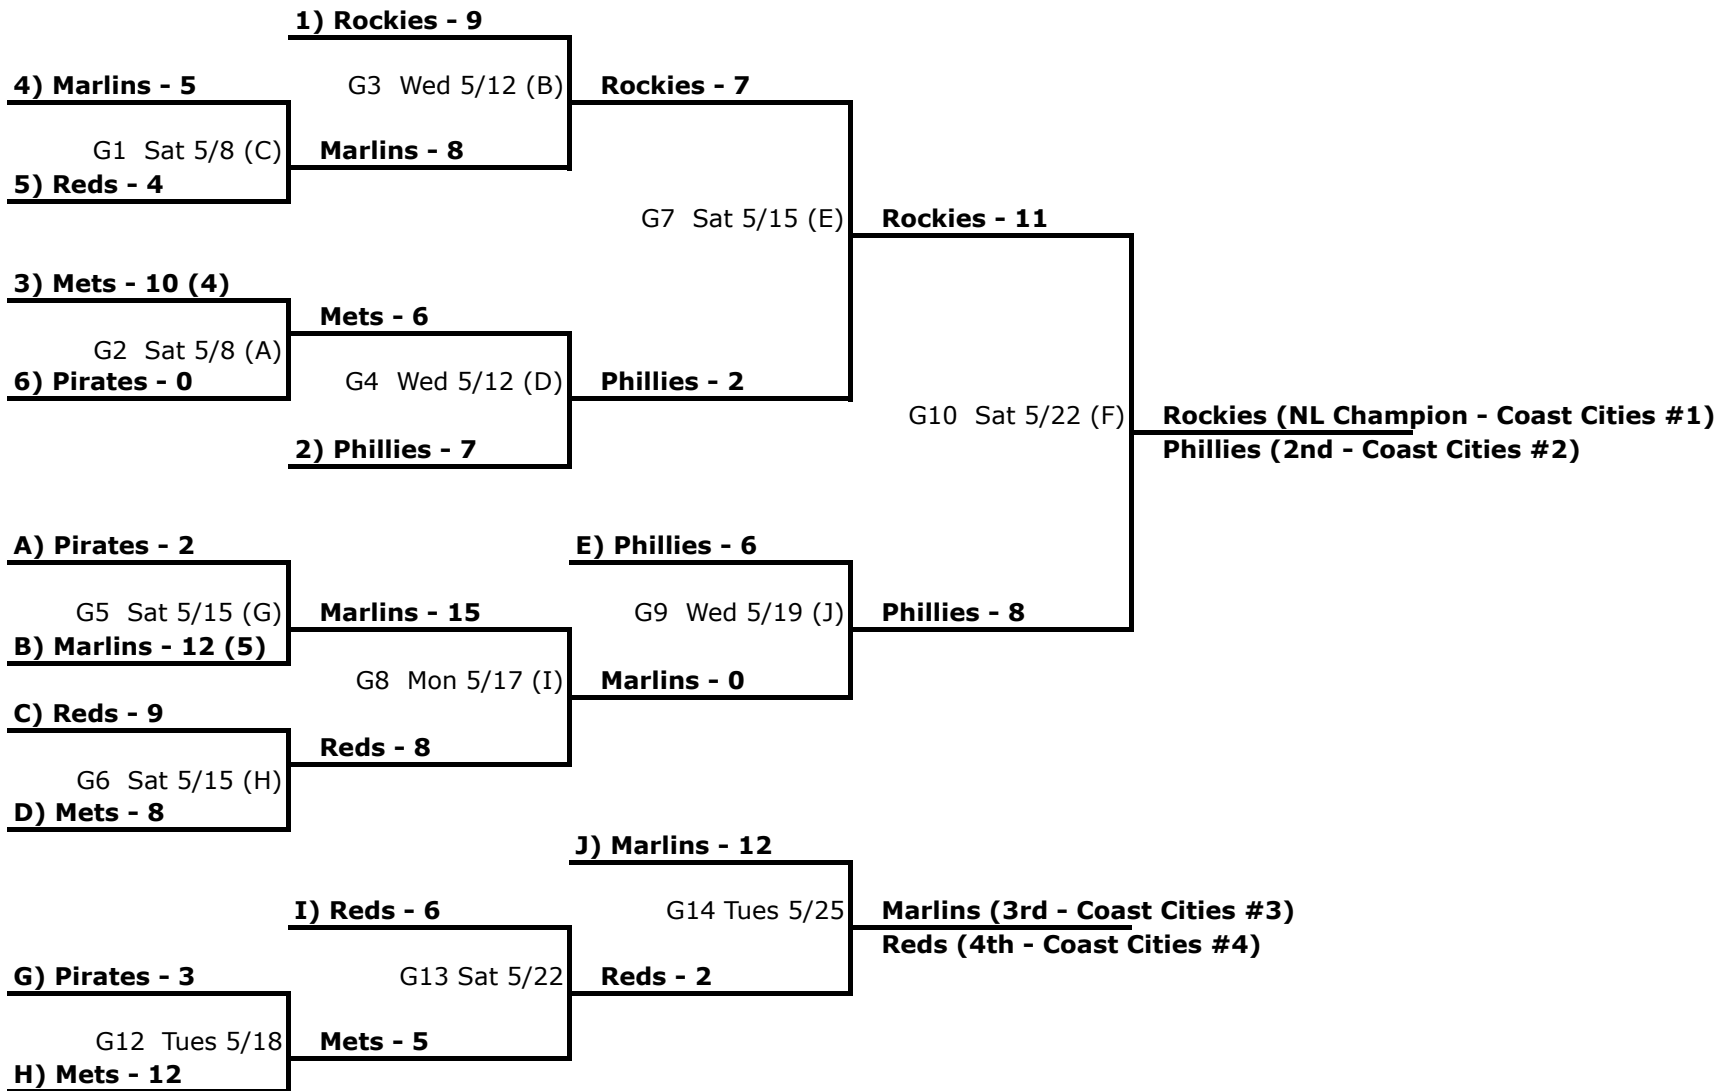 1) Rockies - 9
4) Marlins - 5
G3 Wed 5/12 (B)
Rockies - 7
G1 Sat 5/8 (C)
Marlins - 8
5) Reds - 4
G7 Sat 5/15 (E)
Rockies - 11
3) Mets - 10 (4)
Mets - 6
G2 Sat 5/8 (A)
6) Pirates - 0
G4 Wed 5/12 (D)
Phillies - 2
G10 Sat 5/22 (F)
Rockies (NL Champion - Coast Cities #1)
2) Phillies - 7
Phillies (2nd - Coast Cities #2)
A) Pirates - 2
E) Phillies - 6
G5 Sat 5/15 (G)
Marlins - 15
G9 Wed 5/19 (J)
Phillies - 8
B) Marlins - 12 (5)
G8 Mon 5/17 (I)
Marlins - 0
C) Reds - 9
Reds - 8
G6 Sat 5/15 (H)
D) Mets - 8
J) Marlins - 12
I) Reds - 6
G14 Tues 5/25
Marlins (3rd - Coast Cities #3)
Reds (4th - Coast Cities #4)
G) Pirates - 3
G13 Sat 5/22
Reds - 2
G12 Tues 5/18
Mets - 5
H) Mets - 12